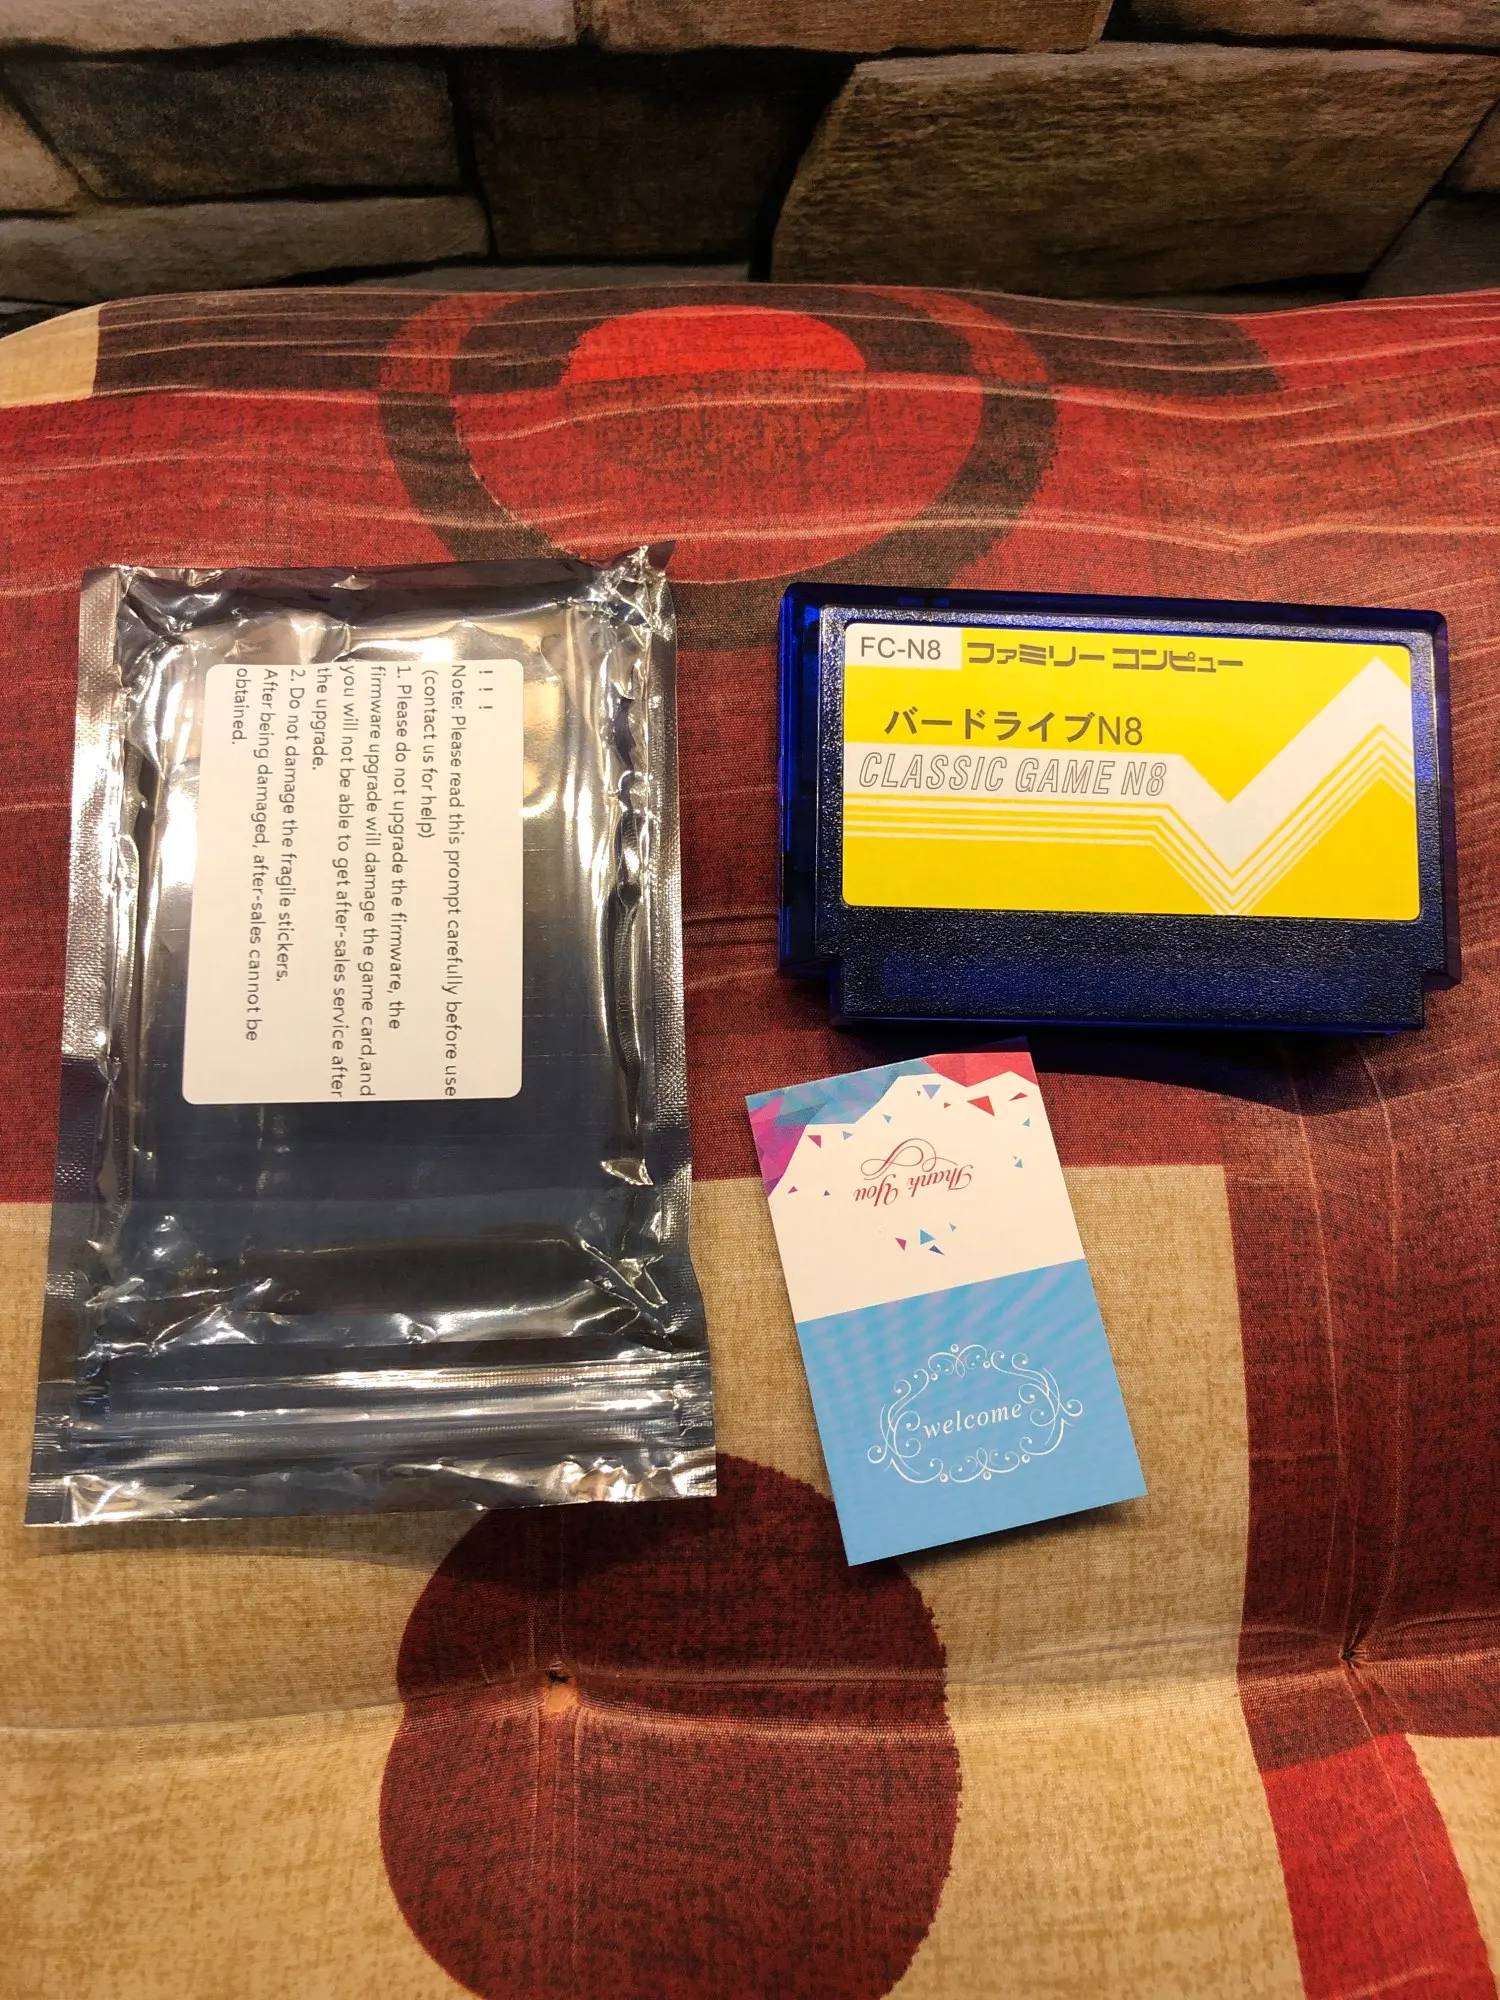 ! ! !
Note: Please read this prompt carefully before use
(contact us for help)
1. Please do not upgrade the firmware, the
firmware upgrade will damage the game card,and
you will not be able to get after-sales service after
the upgrade.
2. Do not damage the fragile stickers.
After being damaged, after-sales cannot be
obtained.
FC-N8 ファミリーコンピュー
バードライブN8
CLASSIC GAME N8
Thank You
welcome